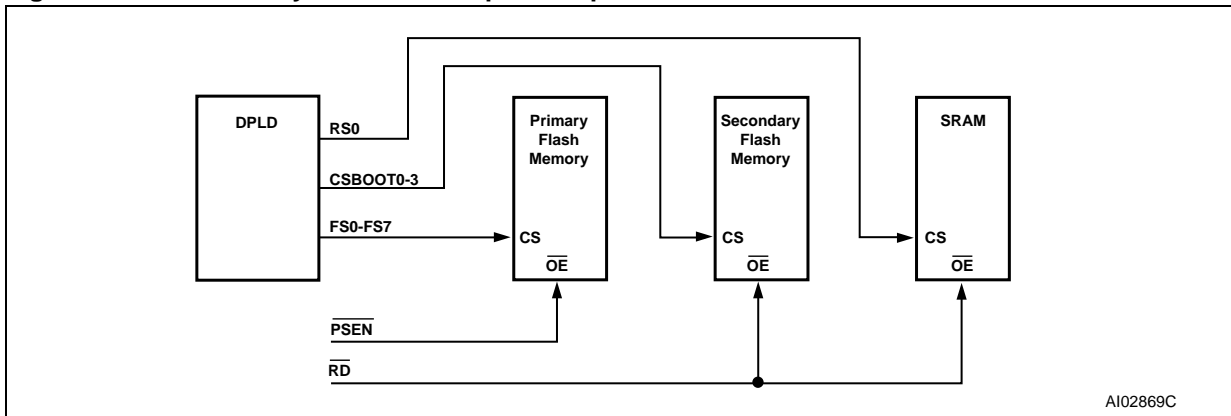 DPLD
RS0
CSBOOT0-3
FS0-FS7
Primary
Flash
Memory
CS
OE
Secondary
Flash
Memory
CS
OE
SRAM
CS
OE
PSEN
RD
AI02869C